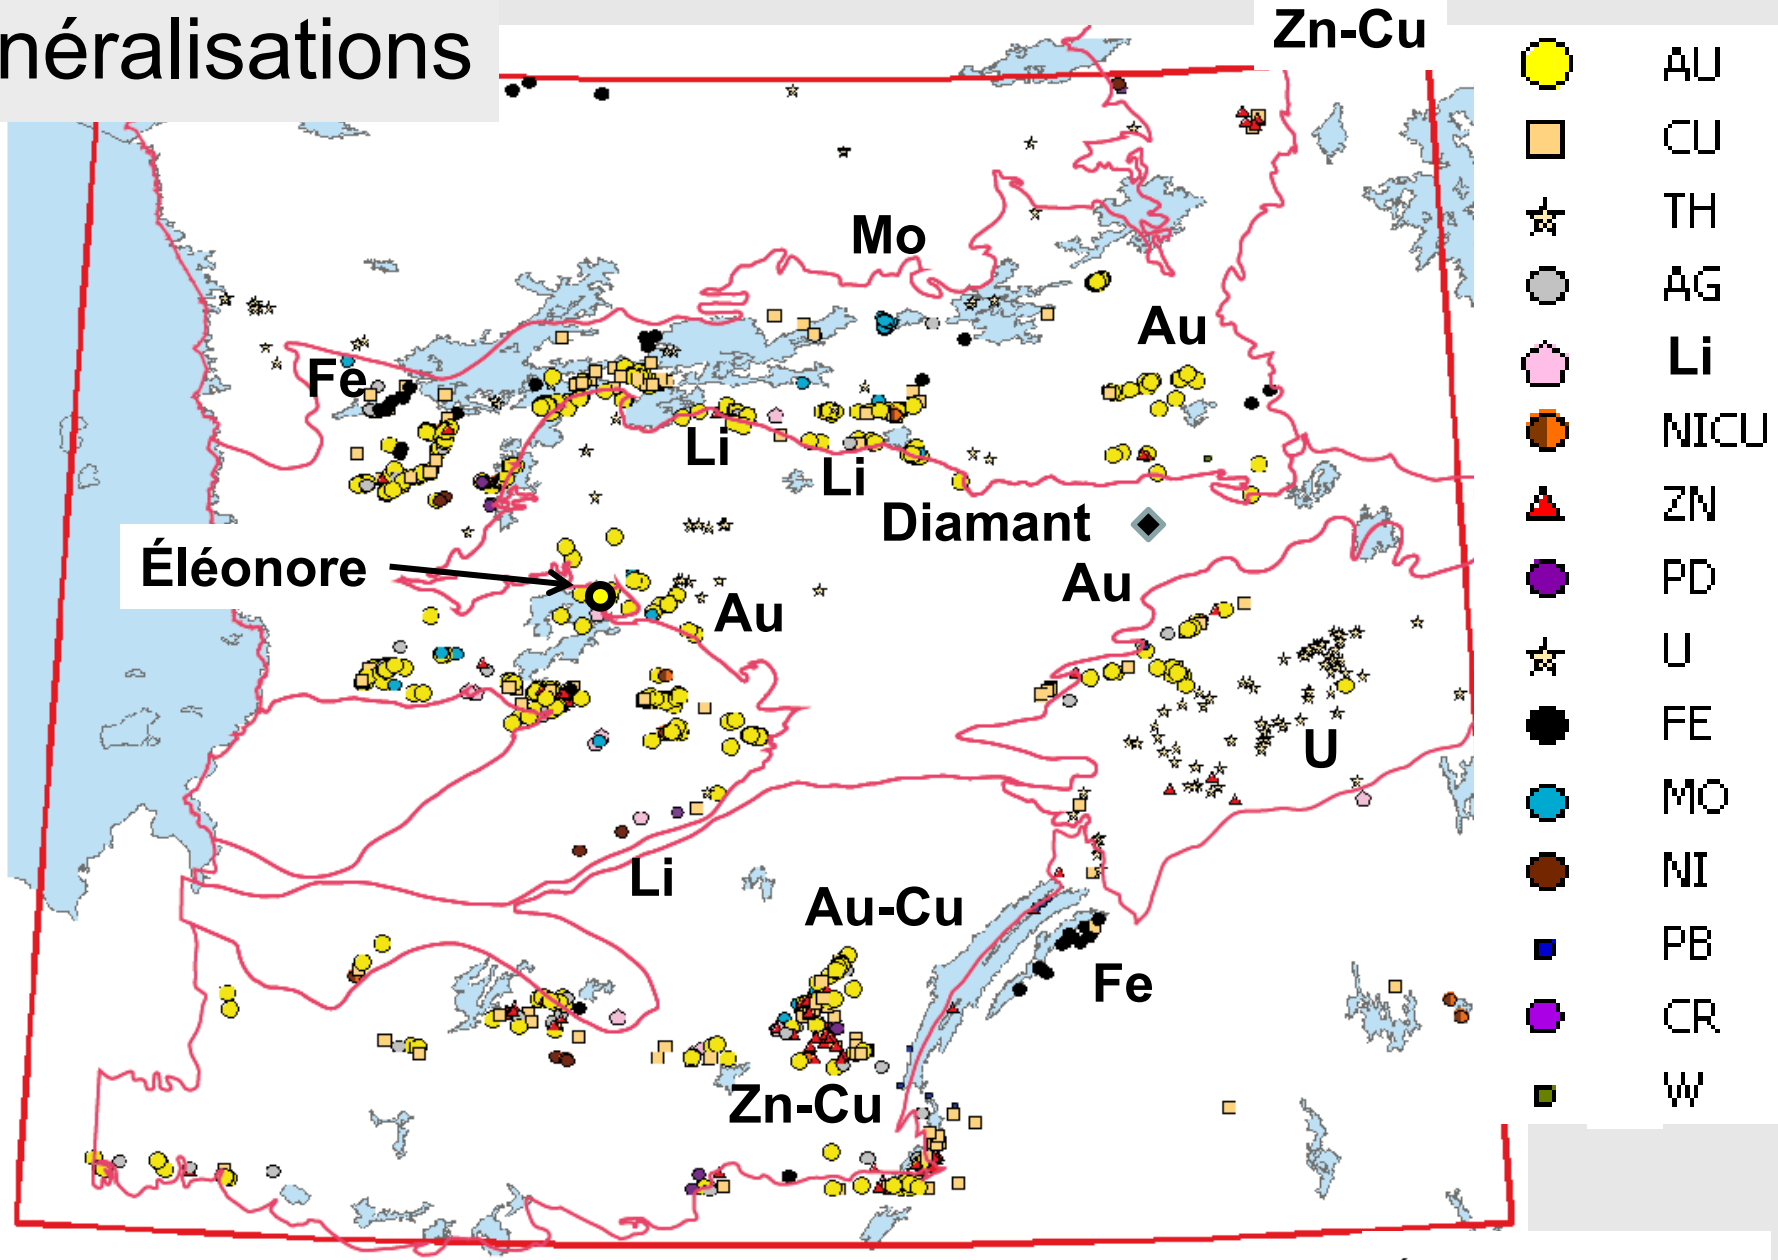 néralisations
Zn-Cu
Mo
Au
Fe
Li
Li
Diamant
Éléonore
Au
Au
U
Li
Au-Cu
Fe
Zn-Cu
AU
CU
TH
AG
Li
NICU
ZN
PD
U
FE
MO
NI
PB
CR
W